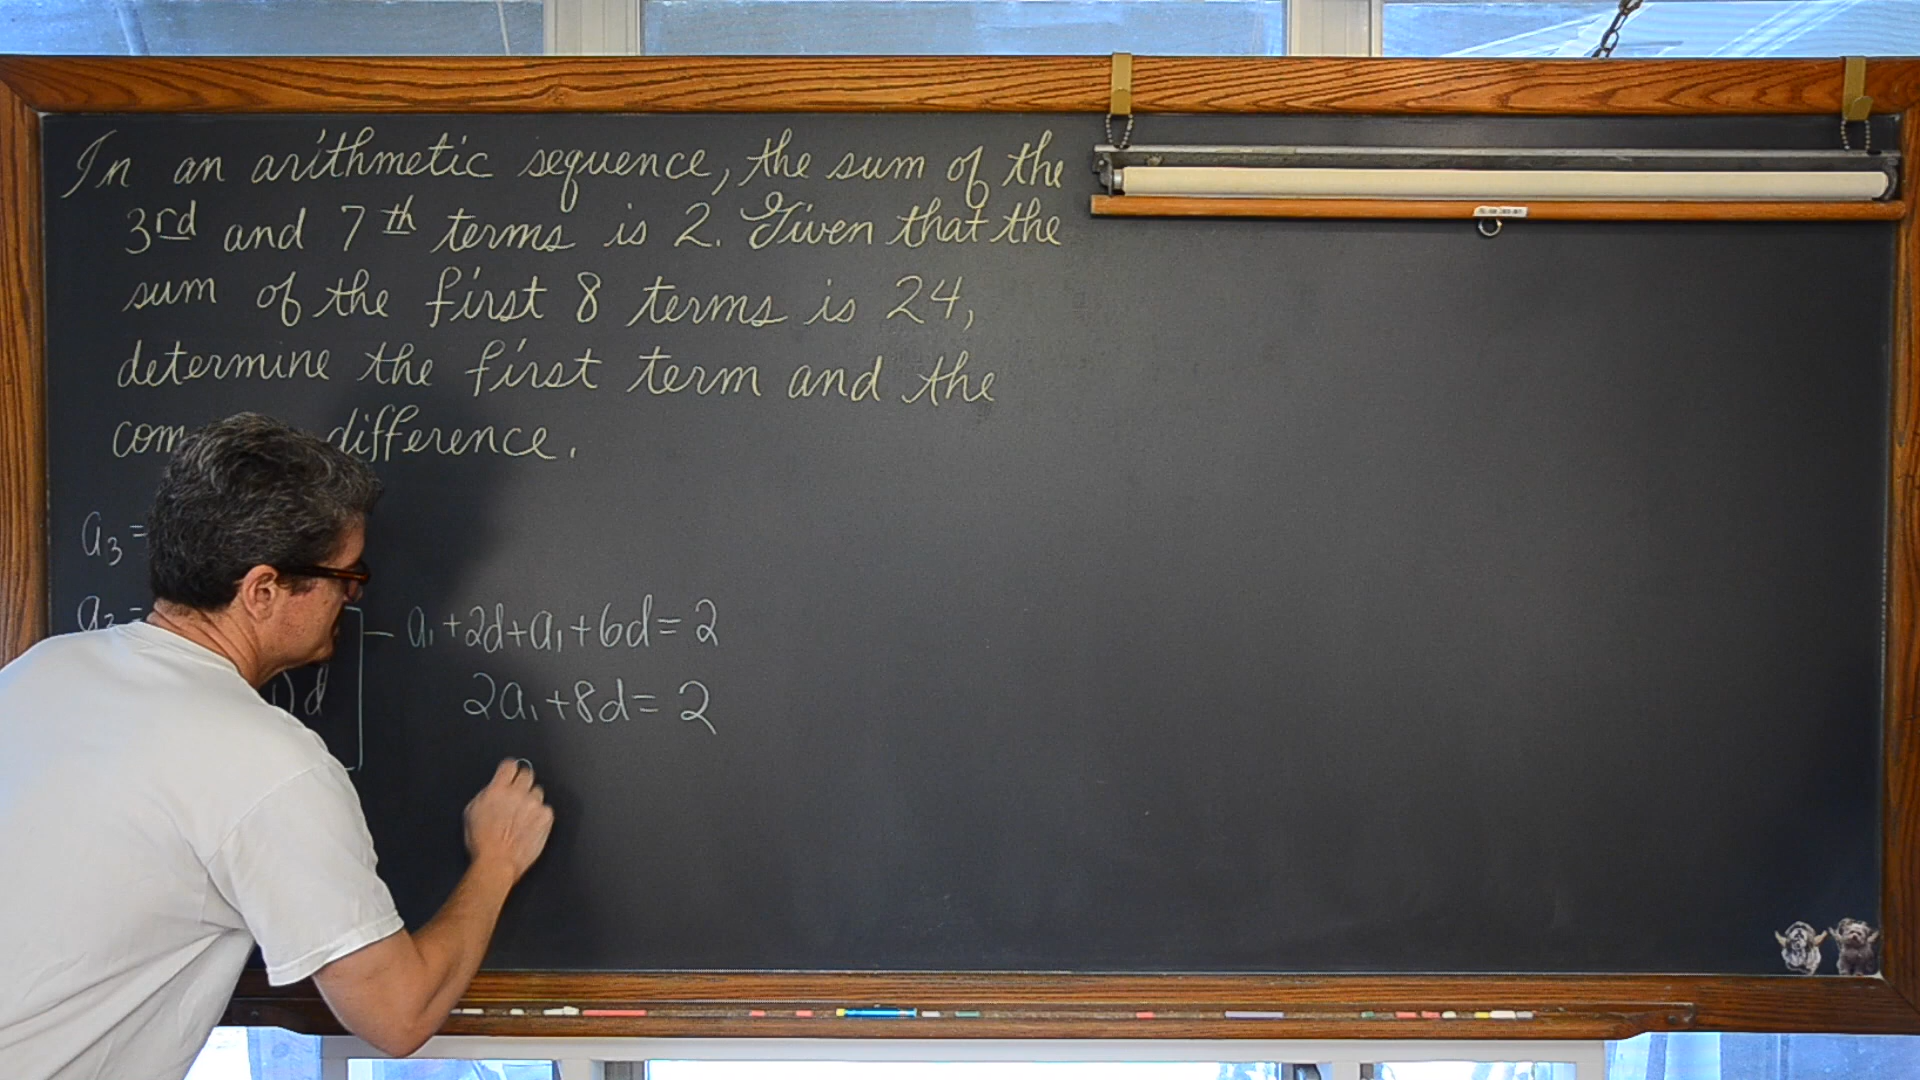 In an arithmetic sequence, the sum of the
3rd and 7th terms is 2. Given that the
sum of the first 8 terms is 24,
determine the first term and the
difference.
a₃ =
a₁+2d+a₁+6d=2
)d
2a₁+8d=2